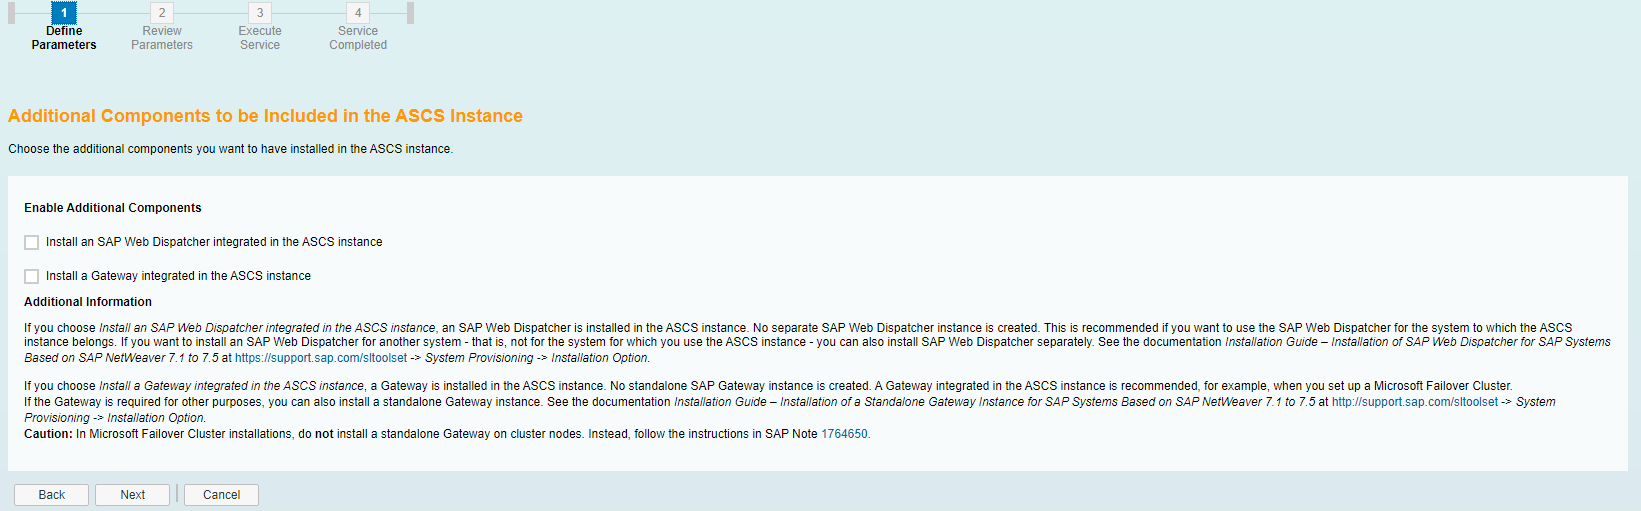 1 2 3 4
Define Review Execute Service
Parameters Parameters Service Completed
Additional Components to be Included in the ASCS Instance
Choose the additional components you want to have installed in the ASCS instance.
Enable Additional Components
Install an SAP Web Dispatcher integrated in the ASCS instance
Install a Gateway integrated in the ASCS instance
Additional Information
If you choose Install an SAP Web Dispatcher integrated in the ASCS instance, an SAP Web Dispatcher is installed in the ASCS instance. No separate SAP Web Dispatcher instance is created. This is recommended if you want to use the SAP Web Dispatcher for the system to which the ASCS
instance belongs. If you want to install an SAP Web Dispatcher for another system - that is, not for the system for which you use the ASCS instance - you can also install SAP Web Dispatcher separately. See the documentation Installation Guide – Installation of SAP Web Dispatcher for SAP Systems
Based on SAP NetWeaver 7.1 to 7.5 at https://support.sap.com/sltoolset -> System Provisioning -> Installation Option.
If you choose Install a Gateway integrated in the ASCS instance, a Gateway is installed in the ASCS instance. No standalone SAP Gateway instance is created. A Gateway integrated in the ASCS instance is recommended, for example, when you set up a Microsoft Failover Cluster.
If the Gateway is required for other purposes, you can also install a standalone Gateway instance. See the documentation Installation Guide – Installation of a Standalone Gateway Instance for SAP Systems Based on SAP NetWeaver 7.1 to 7.5 at http://support.sap.com/sltoolset -> System
Provisioning -> Installation Option.
Caution: In Microsoft Failover Cluster installations, do not install a standalone Gateway on cluster nodes. Instead, follow the instructions in SAP Note 1764650.
Back Next Cancel